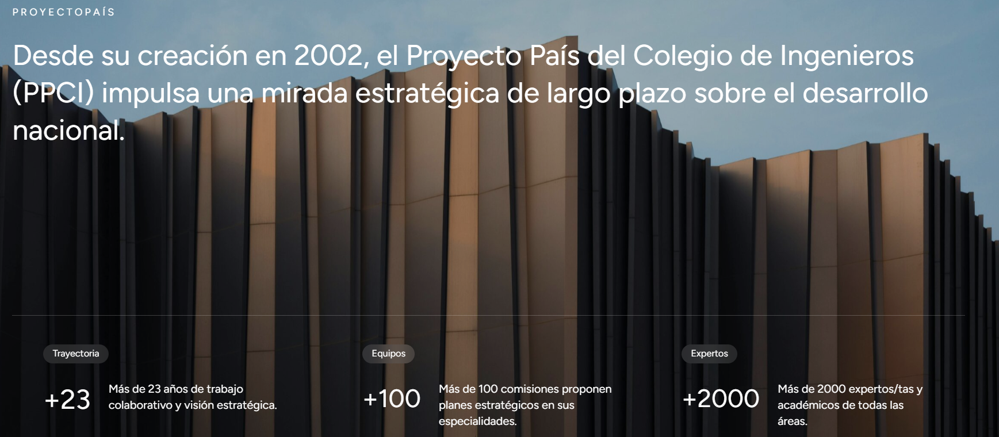 PROYECTOPAÍS
Desde su creación en 2002, el Proyecto País del Colegio de Ingenieros
(PPCI) impulsa una mirada estratégica de largo plazo sobre el desarrollo
nacional.
Trayectoria
+23
Más de 23 años de trabajo
colaborativo y visión estratégica.
Equipos
+100
Más de 100 comisiones proponen
planes estratégicos en sus
especialidades.
Expertos
+2000
Más de 2000 expertos/tas y
académicos de todas las
áreas.